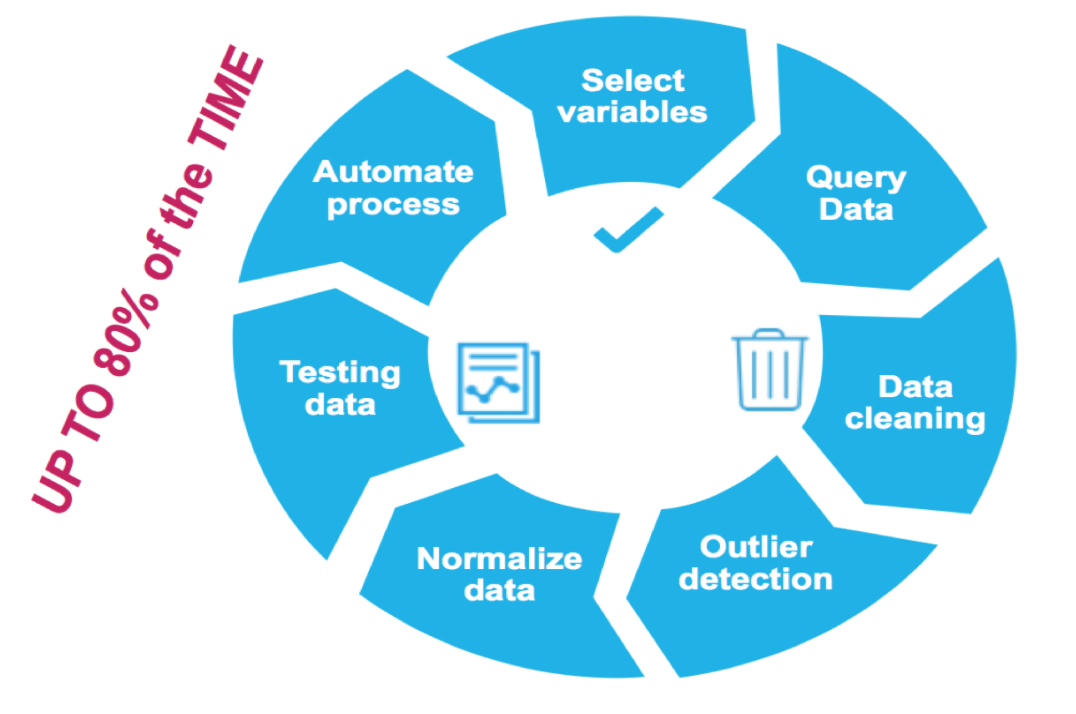 UP TO 80% of the TIME
Select
variables
Query
Data
Data
cleaning
Outlier
detection
Normalize
data
Testing
data
Automate
process